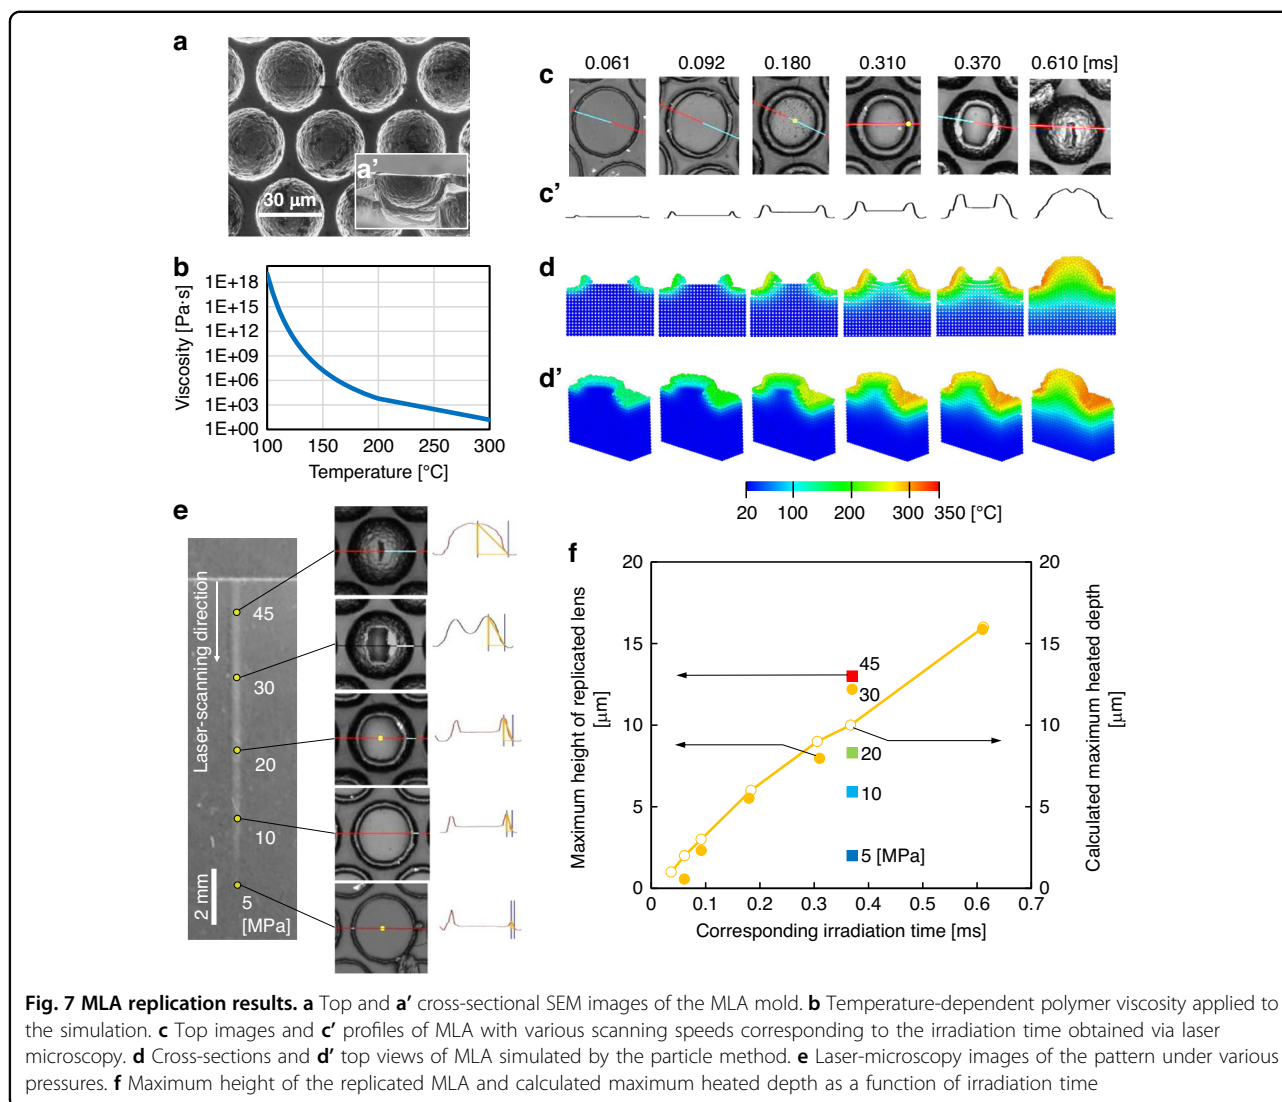 a
a'
30 μm
c
0.061
0.092
0.180
0.310
0.370
0.610 [ms]
c'
b
Viscosity [Pa·s]
1E+18
1E+15
1E+12
1E+09
1E+06
1E+03
1E+00
100
150
200
250
300
Temperature [°C]
d
d'
20
100
200
300
350 [°C]
e
Laser-scanning direction
45
30
20
10
5
[MPa]
2 mm
f
Maximum height of replicated lens
[μm]
20
15
10
5
0
45
30
20
10
5 [MPa]
20
15
10
5
0
Calculated maximum heated depth
[μm]
0
0.1
0.2
0.3
0.4
0.5
0.6
0.7
Corresponding irradiation time [ms]
Fig. 7 MLA replication results. a Top and a' cross-sectional SEM images of the MLA mold. b Temperature-dependent polymer viscosity applied to
the simulation. c Top images and c' profiles of MLA with various scanning speeds corresponding to the irradiation time obtained via laser
microscopy. d Cross-sections and d' top views of MLA simulated by the particle method. e Laser-microscopy images of the pattern under various
pressures. f Maximum height of the replicated MLA and calculated maximum heated depth as a function of irradiation time